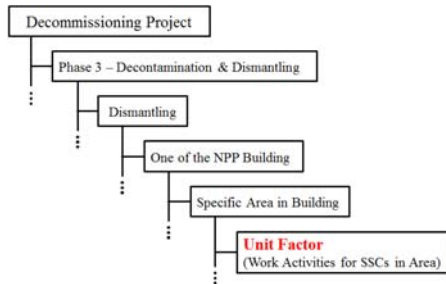 Decommissioning Project
Phase 3 – Decontamination & Dismantling
Dismantling
One of the NPP Building
Specific Area in Building
Unit Factor
(Work Activities for SSCs in Area)